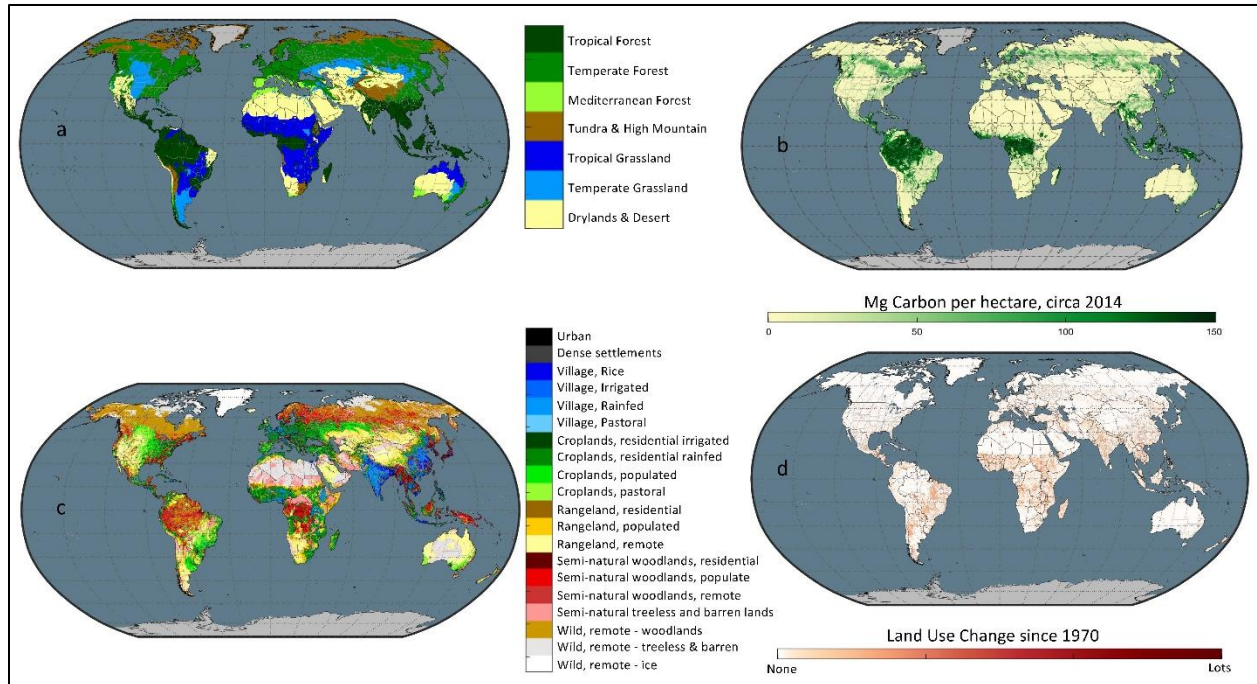 a
Tropical Forest
Temperate Forest
Mediterranean Forest
Tundra & High Mountain
Tropical Grassland
Temperate Grassland
Drylands & Desert
b
Mg Carbon per hectare, circa 2014
0 50 100 150
c
Urban
Dense settlements
Village, Rice
Village, Irrigated
Village, Rainfed
Village, Pastoral
Croplands, residential irrigated
Croplands, residential rainfed
Croplands, populated
Croplands, pastoral
Rangeland, residential
Rangeland, populated
Rangeland, remote
Semi-natural woodlands, residential
Semi-natural woodlands, populate
Semi-natural woodlands, remote
Semi-natural treeless and barren lands
Wild, remote - woodlands
Wild, remote - treeless & barren
Wild, remote - ice
d
Land Use Change since 1970
None Lots